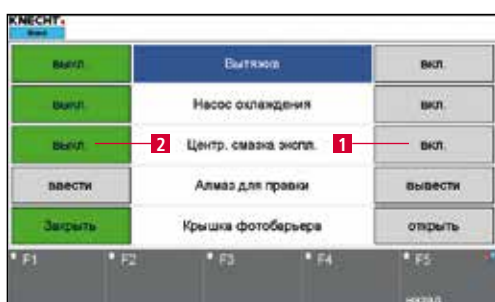 KNECHT
выкл. Вытяжка вкл.
выкл. Насос охлаждения вкл.
выкл. 2 Центр. смазка экспл. 1 вкл.
ввести Алмаз для правки вывести
Закрыть Крышка фотобарьера открыть
F1 F2 F3 F4 F5
назад